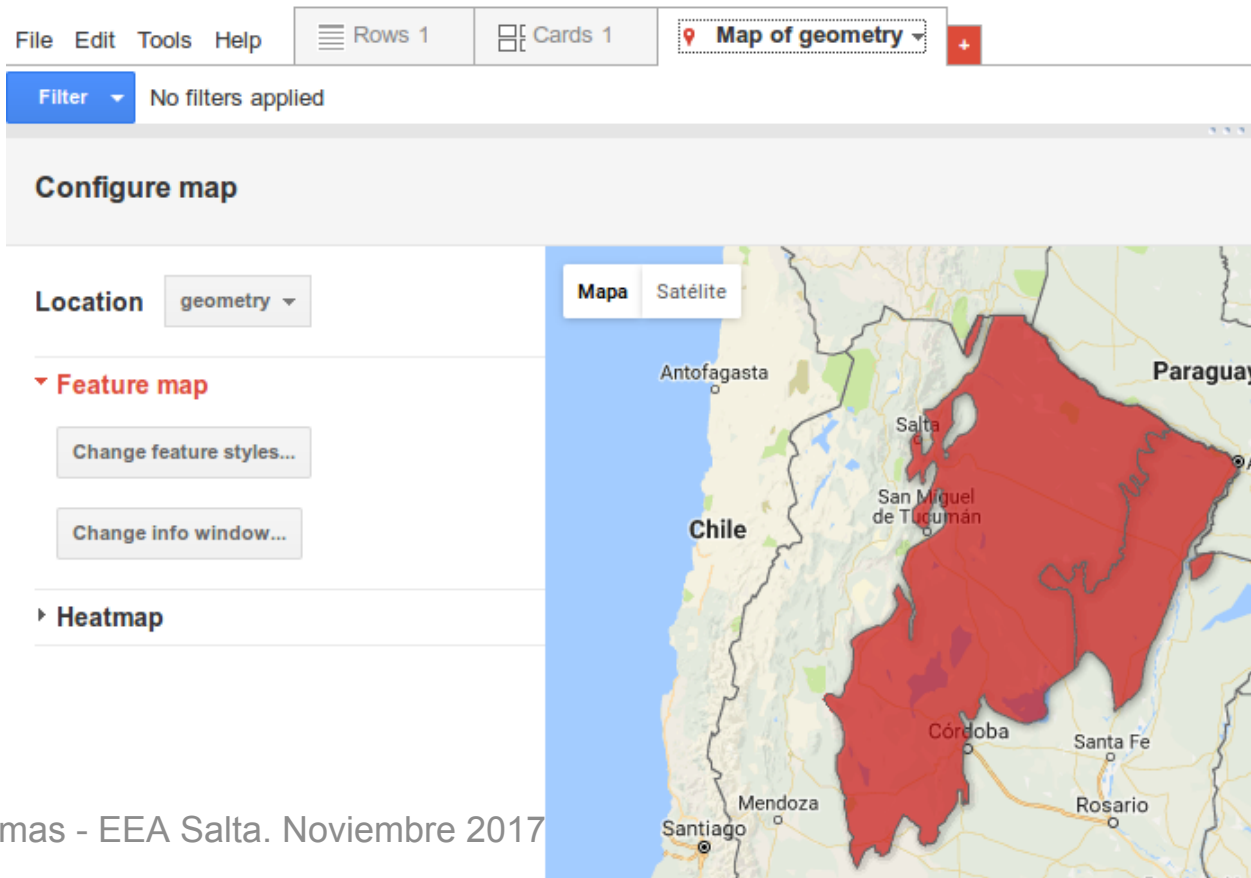 File Edit Tools Help
Rows 1
Cards 1
Map of geometry
+
Filter
No filters applied
Configure map
Location
geometry
Feature map
Change feature styles...
Change info window...
Heatmap
Mapa
Satélite
Antofagasta
Paraguay
Salta
San Miguel
de Tucumán
Chile
Córdoba
Santa Fe
Mendoza
Rosario
Santiago
mas - EEA Salta. Noviembre 2017